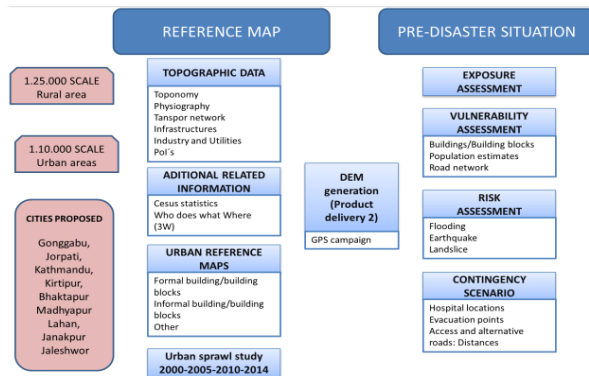 REFERENCE MAP
PRE-DISASTER SITUATION
1.25.000 SCALE
Rural area
1.10.000 SCALE
Urban areas
CITIES PROPOSED
Gonggabu,
Jorpati,
Kathmandu,
Kirtipur,
Bhaktapur
Madhyapur
Lahan,
Janakpur
Jaleshwor
TOPOGRAPHIC DATA
Toponomy
Physiography
Tanspor network
Infrastructures
Industry and Utilities
PoI´s
ADITIONAL RELATED
INFORMATION
Cesus statistics
Who does what Where
(3W)
URBAN REFERENCE
MAPS
Formal building/building
blocks
Informal building/building
blocks
Other
Urban sprawl study
2000-2005-2010-2014
DEM
generation
(Product
delivery 2)
GPS campaign
EXPOSURE
ASSESSMENT
VULNERABILITY
ASSESSMENT
Buildings/Building blocks
Population estimates
Road network
RISK
ASSESSMENT
Flooding
Earthquake
Landslice
CONTINGENCY
SCENARIO
Hospital locations
Evacuation points
Access and alternative
roads: Distances